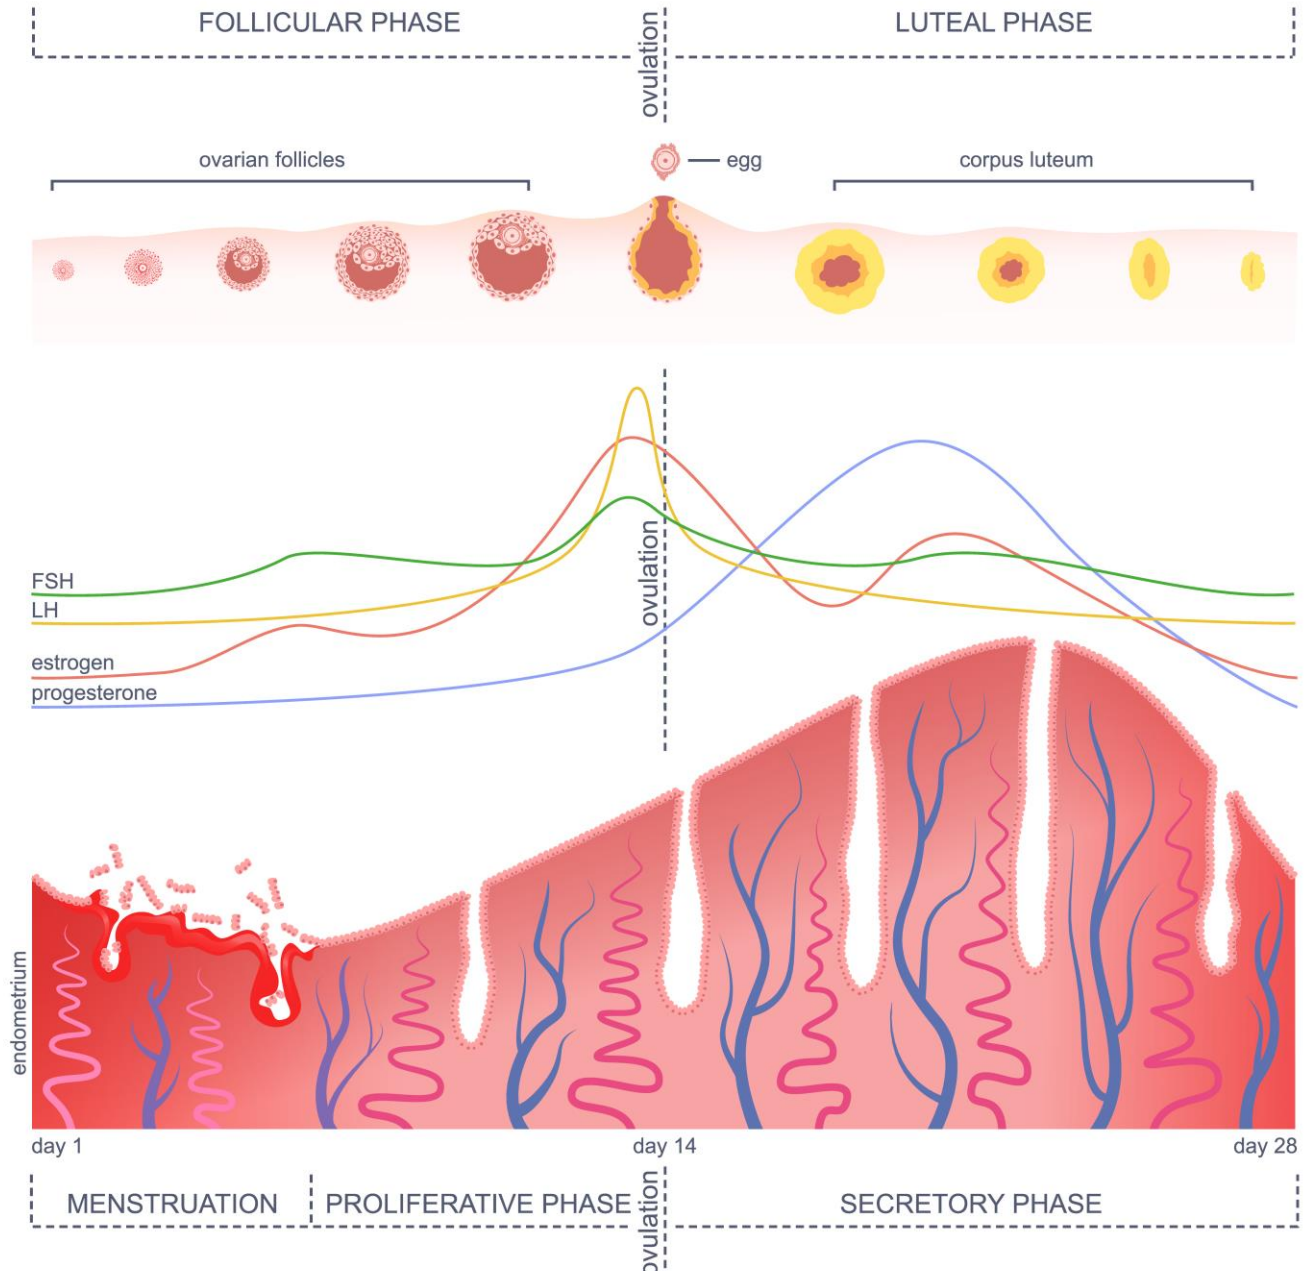 FOLLICULAR PHASE
ovulation
LUTEAL PHASE
ovarian follicles
egg
corpus luteum
ovulation
FSH
LH
estrogen
progesterone
endometrium
day 1
day 14
day 28
MENSTRUATION
PROLIFERATIVE PHASE
ovulation
SECRETORY PHASE